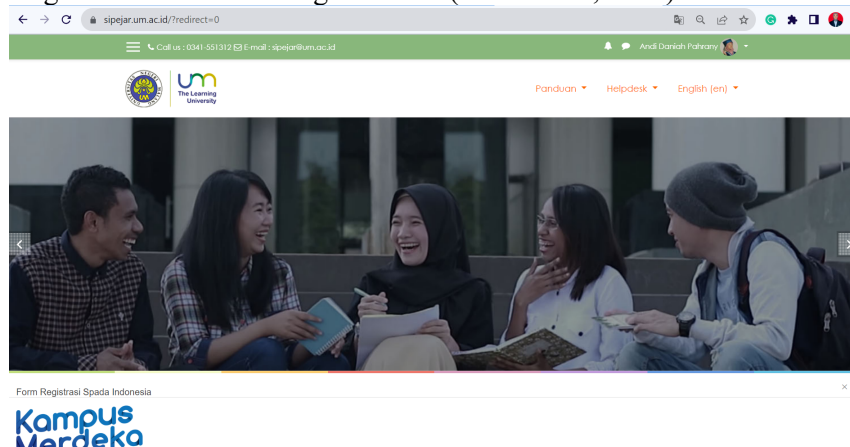 sipejar.um.ac.id/?redirect=0
Call us : 0341-551312 E-mail : sipejar@um.ac.id
Andi Daniah Pahrany
um
The Learning
University
Panduan
Helpdesk
English (en)
Form Registrasi Spada Indonesia
Kampus
Merdeka